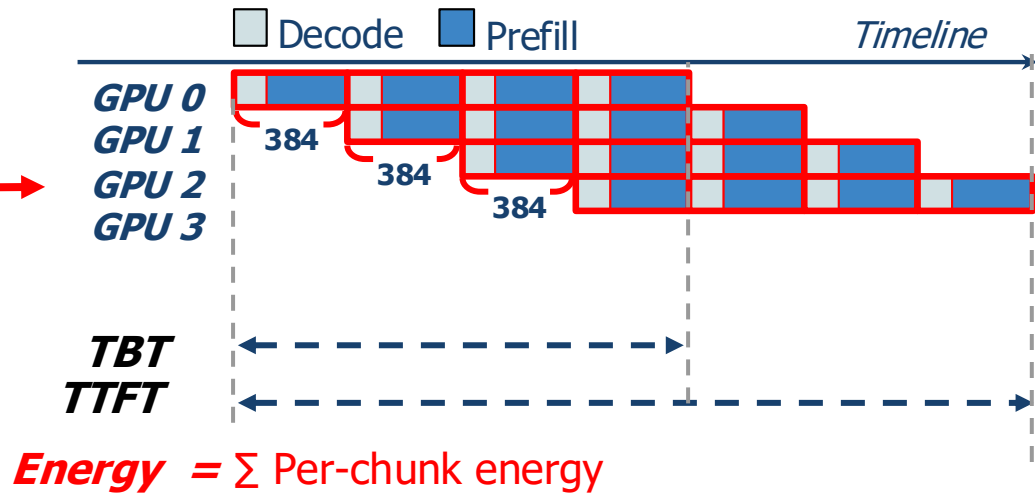 Decode Prefill Timeline
GPU 0
384
GPU 1
384
GPU 2
384
GPU 3
TBT
TTFT
Energy = ∑ Per-chunk energy